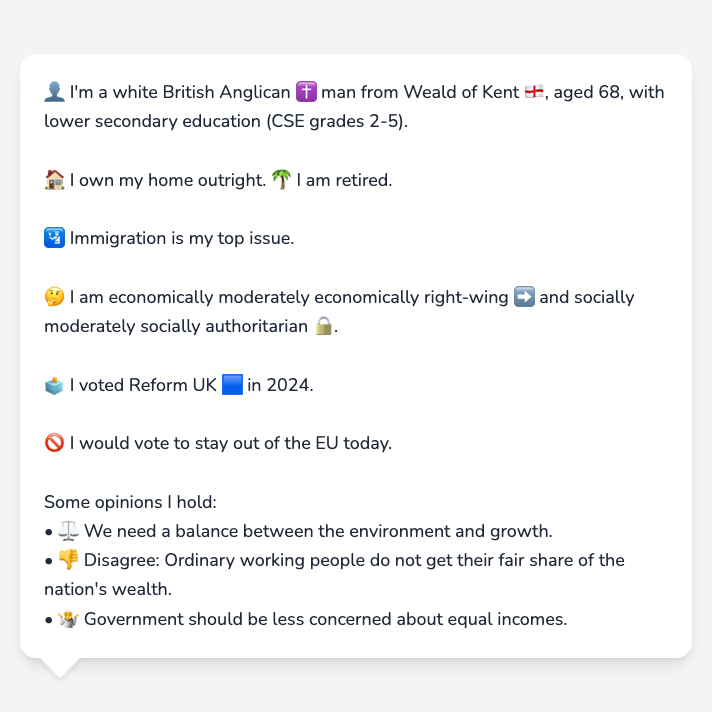 👤 I'm a white British Anglican ✝️ man from Weald of Kent 🏴󠁧󠁢󠁥󠁮󠁧󠁿, aged 68, with
lower secondary education (CSE grades 2-5).
🏠 I own my home outright. 🌴 I am retired.
🛂 Immigration is my top issue.
🤔 I am economically moderately economically right-wing ➡️ and socially
moderately socially authoritarian 🔒.
🗳️ I voted Reform UK 🟦 in 2024.
🚫 I would vote to stay out of the EU today.
Some opinions I hold:
• ⚖️ We need a balance between the environment and growth.
• 👎 Disagree: Ordinary working people do not get their fair share of the
nation's wealth.
• 🤷 Government should be less concerned about equal incomes.